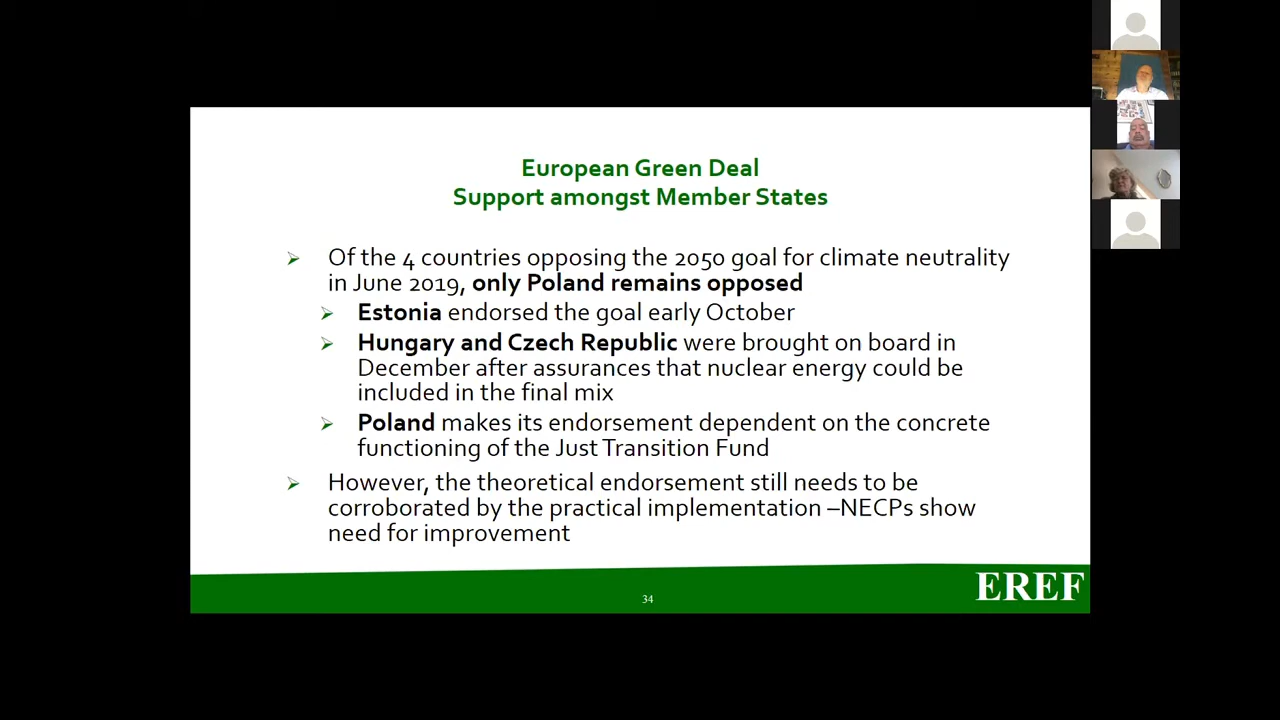 European Green Deal
Support amongst Member States
➢ Of the 4 countries opposing the 2050 goal for climate neutrality
in June 2019, only Poland remains opposed
➢ Estonia endorsed the goal early October
➢ Hungary and Czech Republic were brought on board in
December after assurances that nuclear energy could be
included in the final mix
➢ Poland makes its endorsement dependent on the concrete
functioning of the Just Transition Fund
➢ However, the theoretical endorsement still needs to be
corroborated by the practical implementation –NECPs show
need for improvement
EREF
34